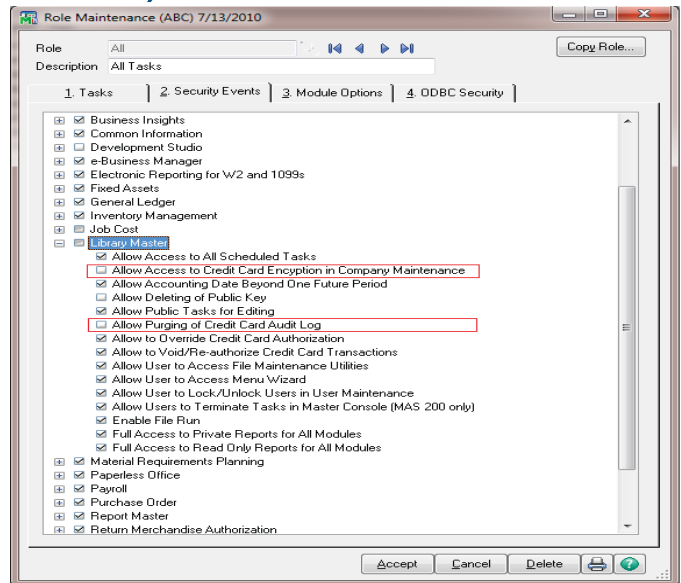 Role Maintenance (ABC) 7/13/2010
Role All Copy Role...
Description All Tasks
1. Tasks 2. Security Events 3. Module Options 4. ODBC Security
Business Insights
Common Information
Development Studio
e-Business Manager
Electronic Reporting for W2 and 1099s
Fixed Assets
General Ledger
Inventory Management
Job Cost
Library Master
Allow Access to All Scheduled Tasks
Allow Access to Credit Card Encyption in Company Maintenance
Allow Accounting Date Beyond One Future Period
Allow Deleting of Public Key
Allow Public Tasks for Editing
Allow Purging of Credit Card Audit Log
Allow to Override Credit Card Authorization
Allow to Void/Re-authorize Credit Card Transactions
Allow User to Access File Maintenance Utilities
Allow User to Access Menu Wizard
Allow User to Lock/Unlock Users in User Maintenance
Allow Users to Terminate Tasks in Master Console (MAS 200 only)
Enable File Run
Full Access to Private Reports for All Modules
Full Access to Read Only Reports for All Modules
Material Requirements Planning
Paperless Office
Payroll
Purchase Order
Report Master
Return Merchandise Authorization
Accept Cancel Delete